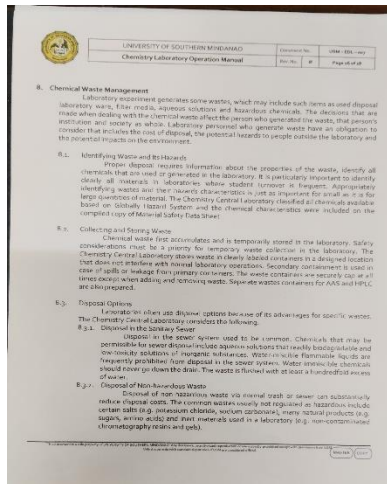 UNIVERSITY OF SOUTHERN MINDANAO
Chemistry Laboratory Operation Manual
Document No.
Rev. No.
8. Chemical Waste Management
Laboratory experiment generates some wastes, which may include such items as used disposal
laboratory ware, filter media, aqueous solutions and hazardous chemicals. The decisions that are
made when dealing with the chemical waste affect the person who generated the waste, that person's
institution and society as whole. Laboratory personnel who generate waste have an obligation to
consider that includes the cost of disposal, the potential hazards to people outside the laboratory and
the potential impacts on the environment.
8.1. Identifying Waste and Its Hazards
Proper disposal requires information about the properties of the waste, identify all
chemicals that are used or generated in the laboratory. It is particularly important to identify
clearly all materials in laboratories where student turnover is frequent. Appropriately
identifying wastes and their hazards characteristics is just as important for small as it is for
large quantities of material. The Chemistry Central Laboratory classified all chemicals available
based on Globally Hazard System and the chemical characteristics were included on the
compiled copy of Material Safety Data Sheet
8.2. Collecting and Storing Waste
Chemical waste first accumulates and is temporarily stored in the laboratory. Safety
considerations must be a priority for temporary waste collection in the laboratory. The
Chemistry Central Laboratory stores waste in clearly labeled containers in a designated location
that does not interfere with normal laboratory operations. Secondary containment is used in
case of spills or leakage from primary containers. The waste containers are securely cap at all
times except when adding and removing waste. Separate wastes containers for AAS and HPLC
are also prepared.
8.3. Disposal Options
Laboratories often use disposal options because of its advantages for specific wastes.
The Chemistry Central Laboratory considers the following.
8.3.1. Disposal in the Sanitary Sewer
Disposal in the sewer system used to be common. Chemicals that may be
permissible for sewer disposal include aqueous solutions that readily biodegradable and
low-toxicity solutions of inorganic substances. Water-miscible flammable liquids are
frequently prohibited from disposal in the sewer system. Water immiscible chemicals
should never go down the drain. The waste is flushed with at least a hundredfold excess
of water.
8.3.2. Disposal of Non-hazardous Waste
Disposal of non hazardous waste via normal trash or sewer can substantially
reduce disposal costs. The common wastes usually not regulated as hazardous include
certain salts (e.g. potassium chloride, sodium carbonate), many natural products (e.g.
sugars, amino acids) and inert materials used in a laboratory (e.g. non-contaminated
chromatography resins and gels).